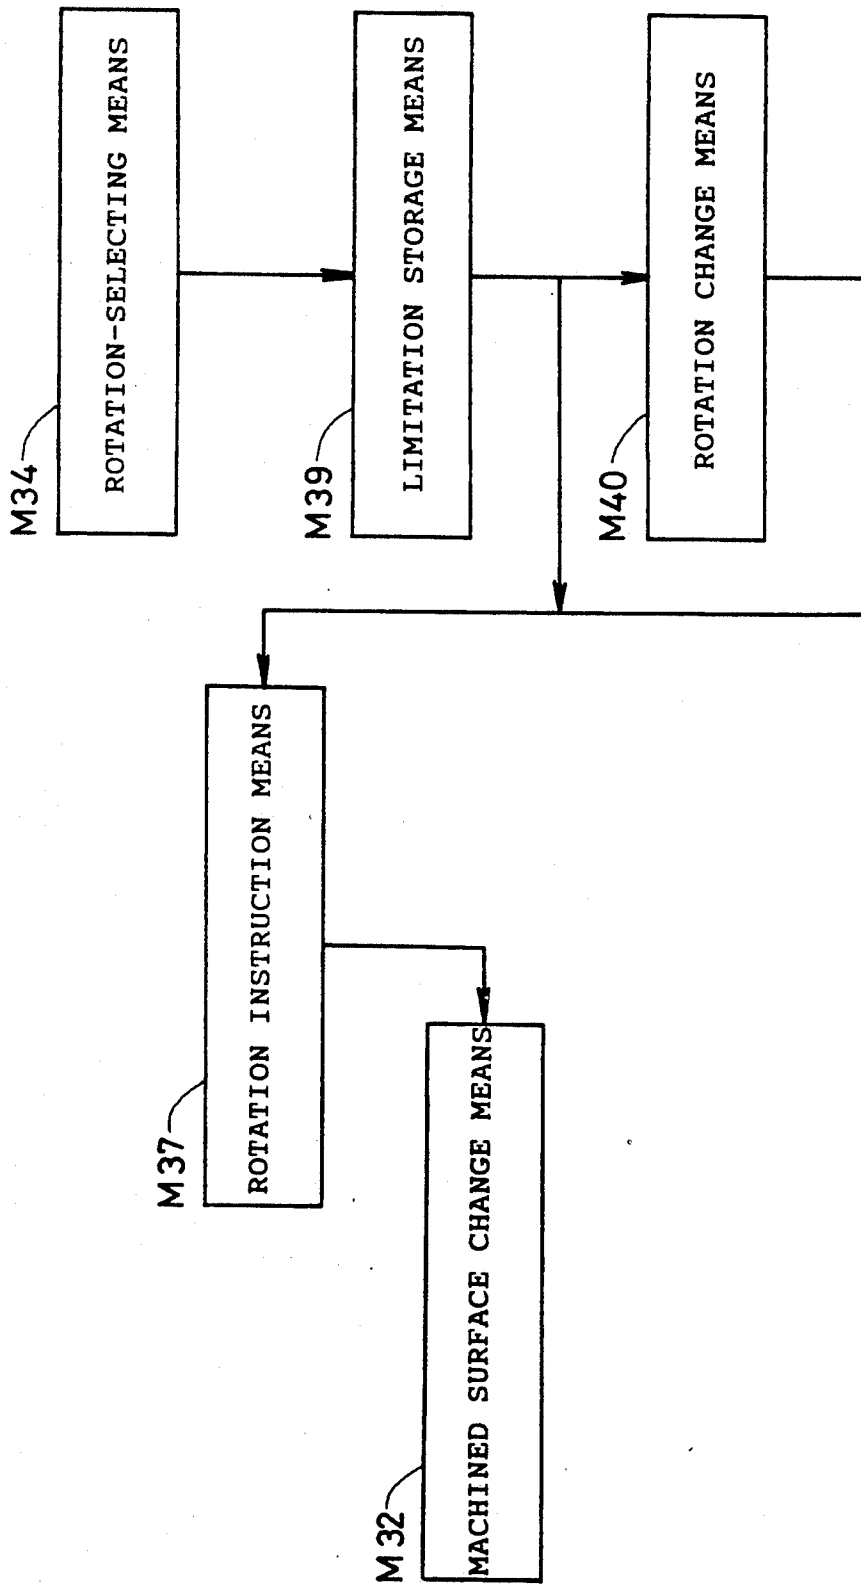 M34
ROTATION-SELECTING MEANS
M39
LIMITATION STORAGE MEANS
M40
ROTATION CHANGE MEANS
M37
ROTATION INSTRUCTION MEANS
M32
MACHINED SURFACE CHANGE MEANS